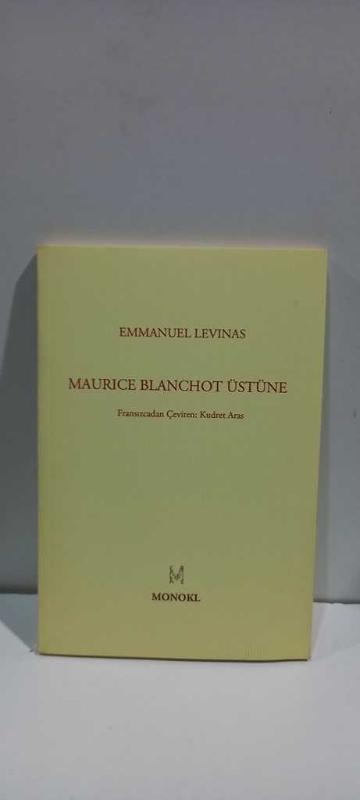 EMMANUEL LEVINAS
MAURICE BLANCHOT ÜSTÜNE
Fransızcadan Çeviren: Kudret Aras
M
MONOKL